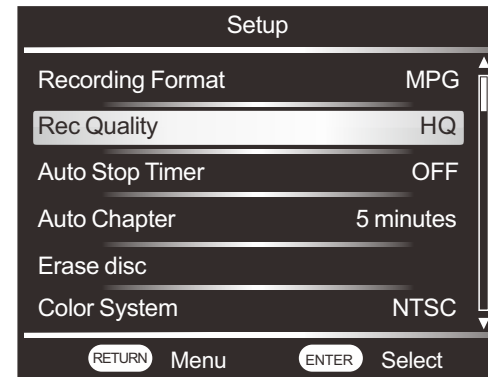 Setup
Recording Format MPG
Rec Quality HQ
Auto Stop Timer OFF
Auto Chapter 5 minutes
Erase disc
Color System NTSC
RETURN Menu ENTER Select